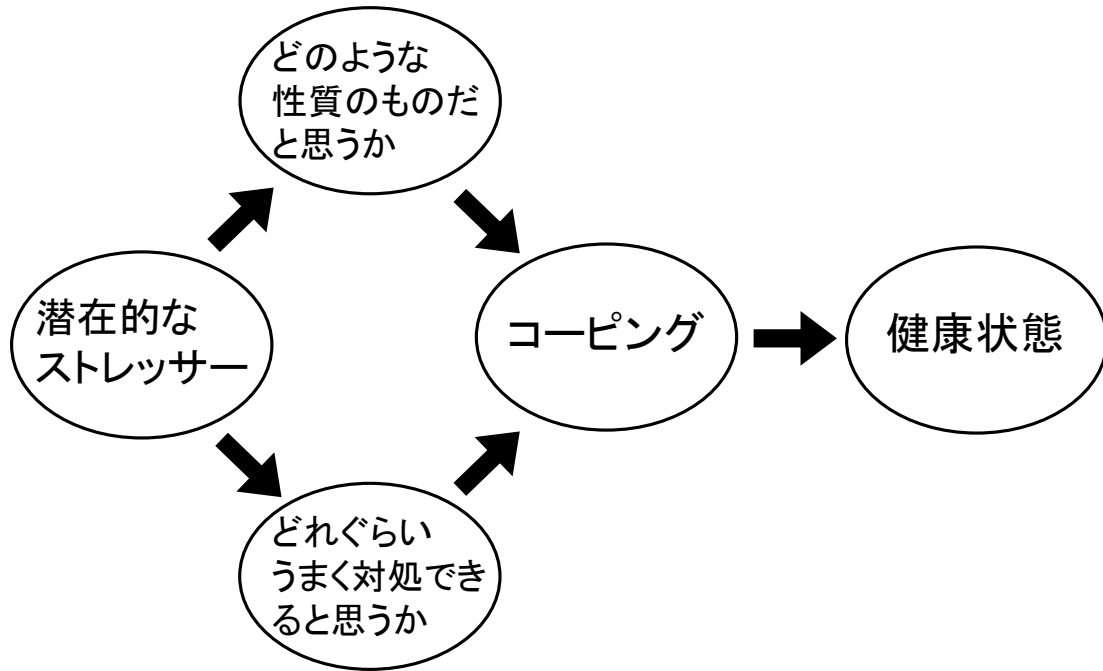 どのような
性質のものだ
と思うか
潜在的な
ストレッサー
コーピング
健康状態
どれぐらい
うまく対処でき
ると思うか